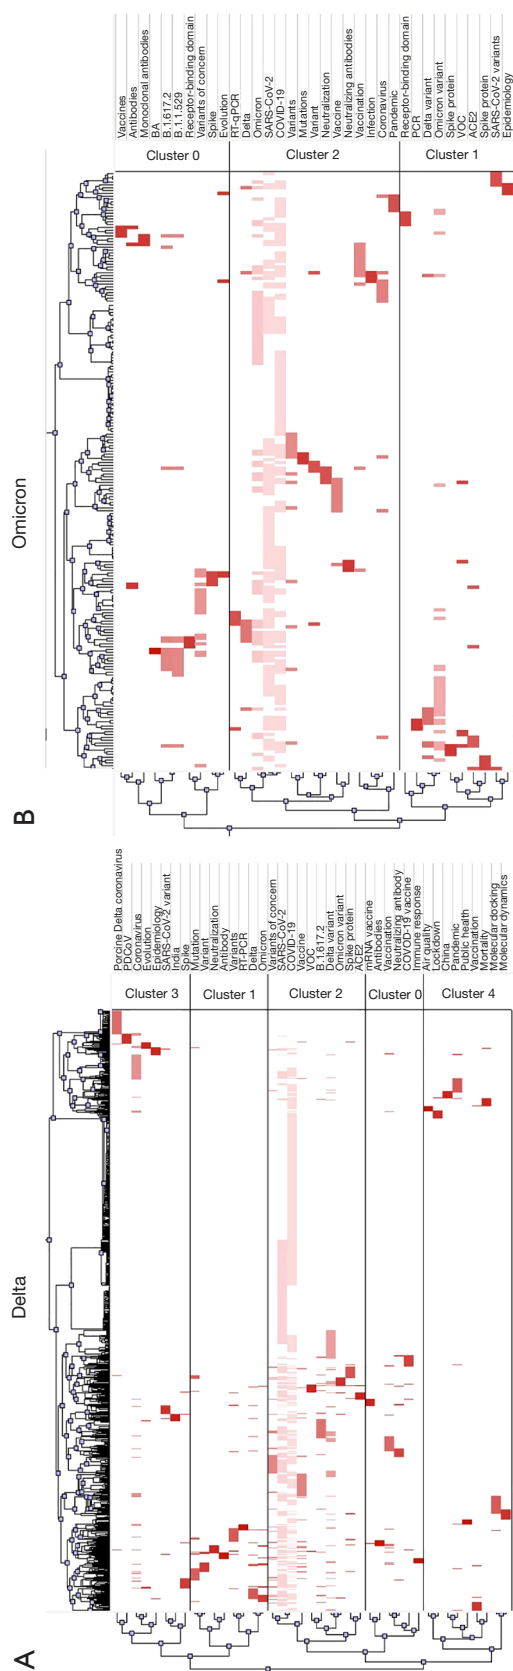 B
Omicron
Vaccines
Antibodies
Monodonal antibodies
BA
B.1.617.2
B.1.1.529
Receptor-binding domain
Variants of concern
Spike
Evolution
RT-qPCR
Delta
Omicron
SARS-CoV-2
COVID-19
Variants
Mutations
Variant
Neutralization
Vaccine
Neutralizing antibodies
Vaccination
Infection
Coronavirus
Pandemic
Receptor-binding domain
PCR
Delta variant
Omicron variant
Spike protein
VOC
ACE2
Spike protein
SARS-CoV-2 variants
Epidemiology
Cluster 0
Cluster 2
Cluster 1
A
Delta
Porcine Delta coronavirus
PDCoV
Coronavirus
Evolution
Epidemiology
SARS-COV-2 variant
India
Spike
Mutation
Variant
Neutralization
Antibody
Variants
RT-PCR
Delta
Omicron
Variants of concern
SARS-COV-2
COVID-19
Vaccine
VOC
B.1.617.2
Delta variant
Omicron variant
Spike protein
ACE2
mRNA vaccine
Antibodies
Vaccination
Neutralizing antibody
COVOD-19 vaccine
Immune response
Air quality
Lockdown
China
Pandemic
Public health
Vaccination
Mortality
Molecular docking
Molecular dynamics
Cluster 3
Cluster 1
Cluster 2
Cluster 0
Cluster 4